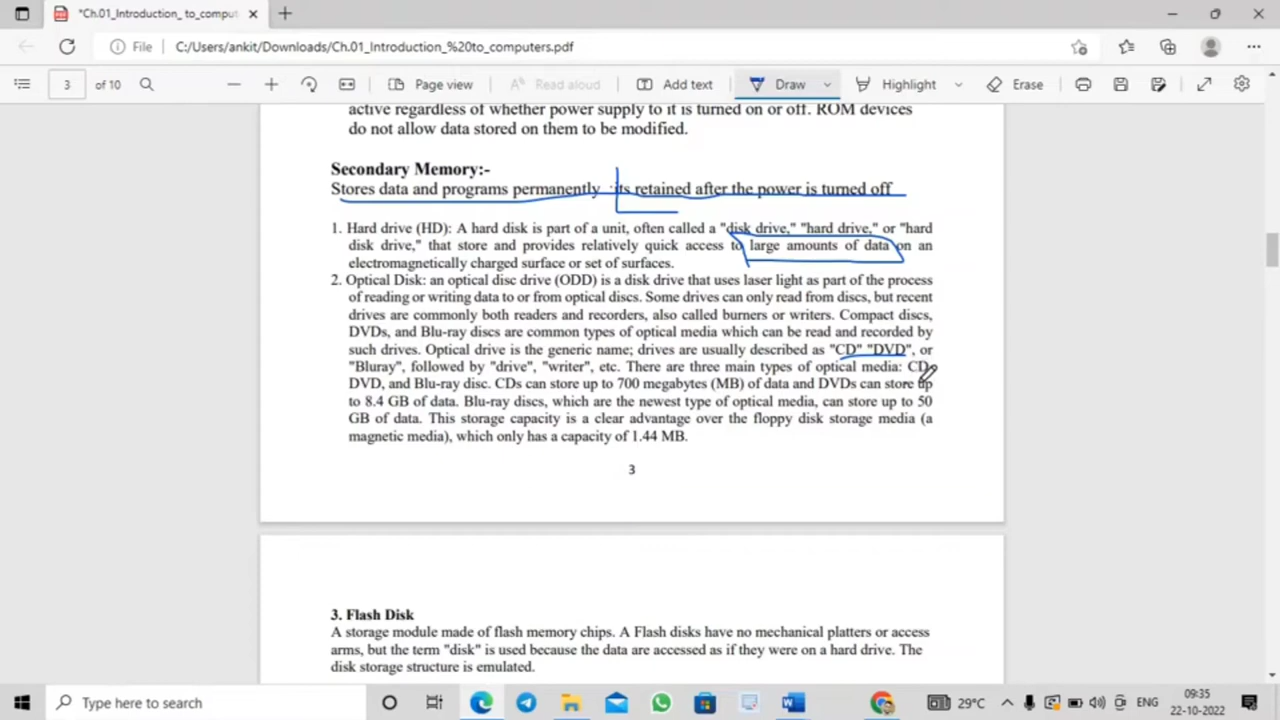 *Ch.01_Introduction_ to_comput
File
C:/Users/ankit/Downloads/Ch.01_Introduction_%20to_computers.pdf
3 of 10
Page view
Read aloud
Add text
Draw
Highlight
Erase
active regardless of whether power supply to it is turned on or off. ROM devices
do not allow data stored on them to be modified.
Secondary Memory:-
Stores data and programs permanently :its retained after the power is turned off
1. Hard drive (HD): A hard disk is part of a unit, often called a "disk drive," "hard drive," or "hard
disk drive," that store and provides relatively quick access to large amounts of data on an
electromagnetically charged surface or set of surfaces.
2. Optical Disk: an optical disc drive (ODD) is a disk drive that uses laser light as part of the process
of reading or writing data to or from optical discs. Some drives can only read from discs, but recent
drives are commonly both readers and recorders, also called burners or writers. Compact discs,
DVDs, and Blu-ray discs are common types of optical media which can be read and recorded by
such drives. Optical drive is the generic name; drives are usually described as "CD" "DVD", or
"Bluray", followed by "drive", "writer", etc. There are three main types of optical media: CD,
DVD, and Blu-ray disc. CDs can store up to 700 megabytes (MB) of data and DVDs can store up
to 8.4 GB of data. Blu-ray discs, which are the newest type of optical media, can store up to 50
GB of data. This storage capacity is a clear advantage over the floppy disk storage media (a
magnetic media), which only has a capacity of 1.44 MB.
3
3. Flash Disk
A storage module made of flash memory chips. A Flash disks have no mechanical platters or access
arms, but the term "disk" is used because the data are accessed as if they were on a hard drive. The
disk storage structure is emulated.
Type here to search
29°C
ENG
09:35
22-10-2022